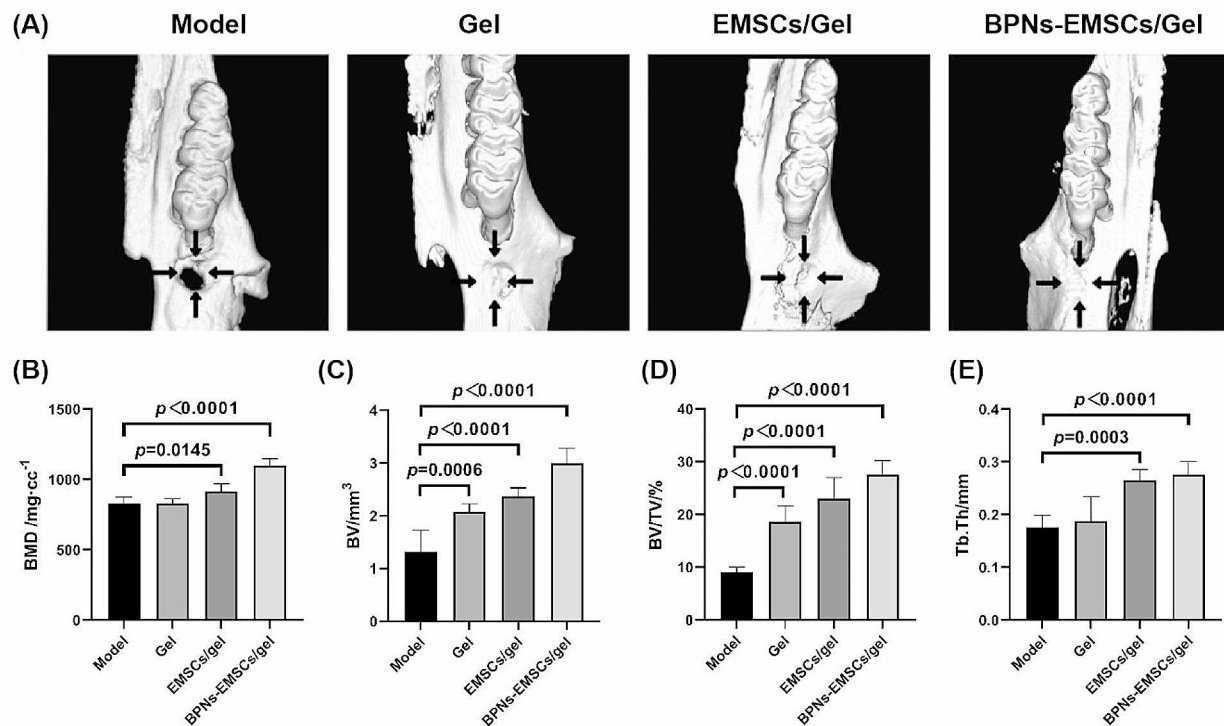 (A)
Model
Gel
EMSCs/Gel
BPNs-EMSCs/Gel
(B)
p<0.0001
p=0.0145
1500
1000
500
0
BMD /mg·cc⁻¹
Model
Gel
EMSCs/gel
BPNs-EMSCs/gel
(C)
p<0.0001
p<0.0001
p=0.0006
4
3
2
1
0
BV/mm³
Model
Gel
EMSCs/gel
BPNs-EMSCs/gel
(D)
p<0.0001
p<0.0001
p<0.0001
40
30
20
10
0
BV/TV/%
Model
Gel
EMSCs/gel
BPNs-EMSCs/gel
(E)
p<0.0001
p=0.0003
0.4
0.3
0.2
0.1
0.0
Tb.Th/mm
Model
Gel
EMSCs/gel
BPNs-EMSCs/gel